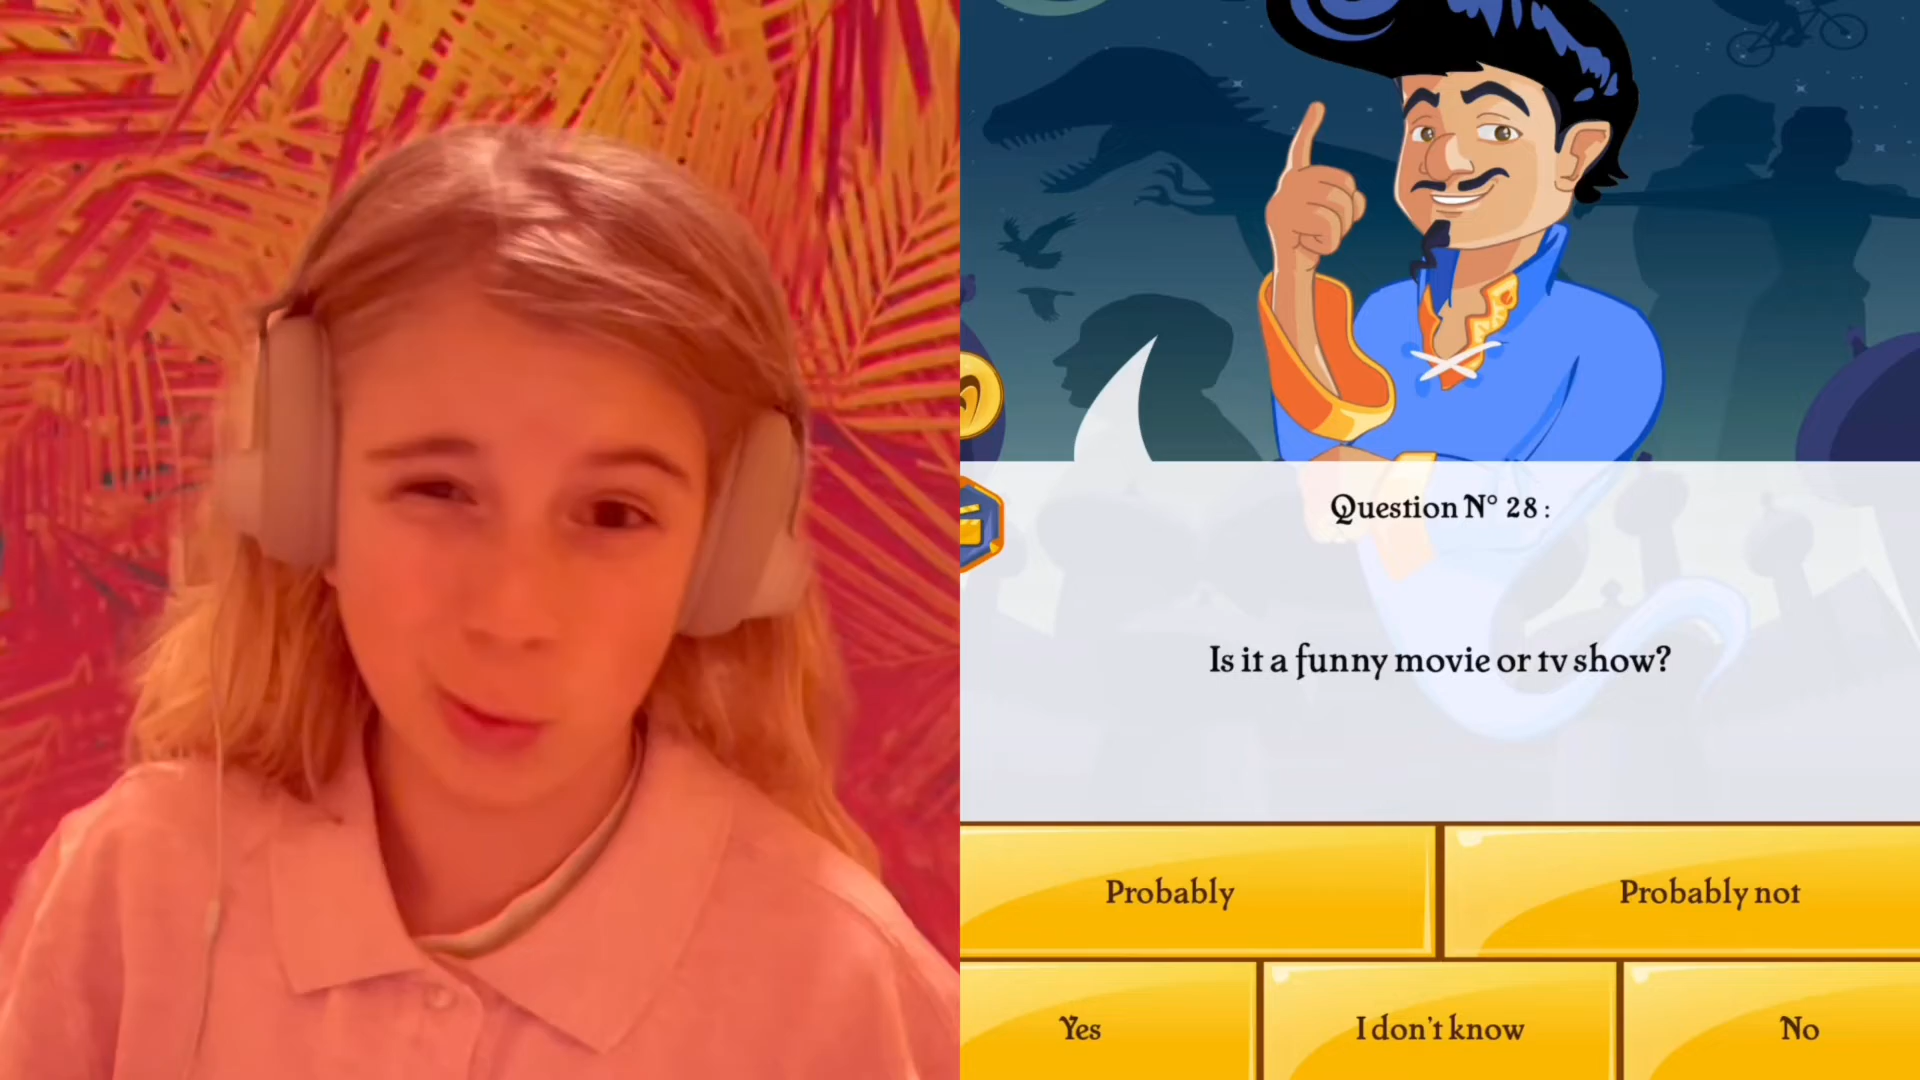 Question N° 28 :
Is it a funny movie or tv show?
Probably
Probably not
Yes
I don't know
No